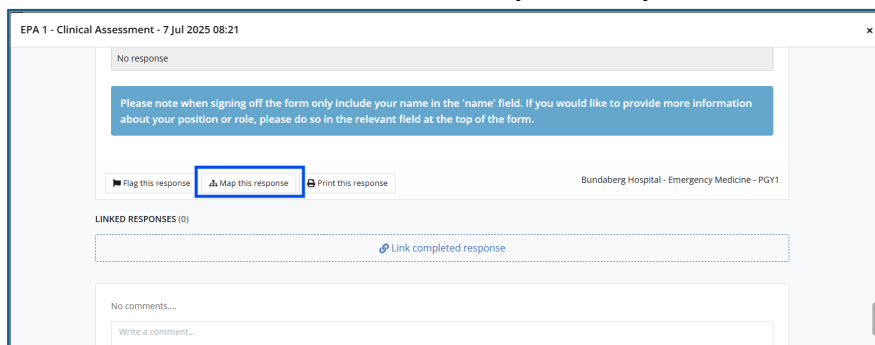 EPA 1 - Clinical Assessment - 7 Jul 2025 08:21
×
No response
Please note when signing off the form only include your name in the 'name' field. If you would like to provide more information
about your position or role, please do so in the relevant field at the top of the form.
Flag this response
Map this response
Print this response
Bundaberg Hospital - Emergency Medicine - PGY1
LINKED RESPONSES (0)
Link completed response
No comments....
Write a comment...